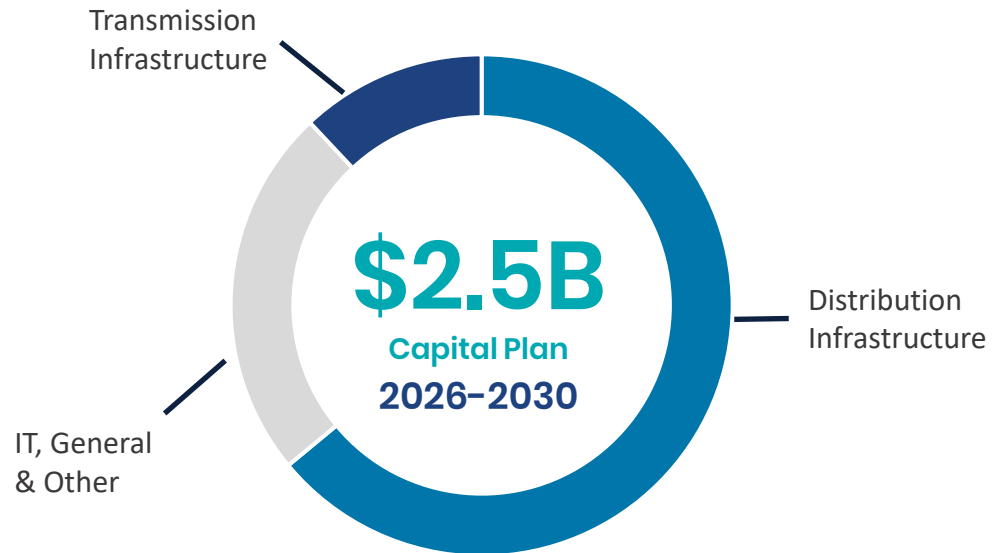 Transmission
Infrastructure
$2.5B
Capital Plan
2026–2030
Distribution
Infrastructure
IT, General
& Other